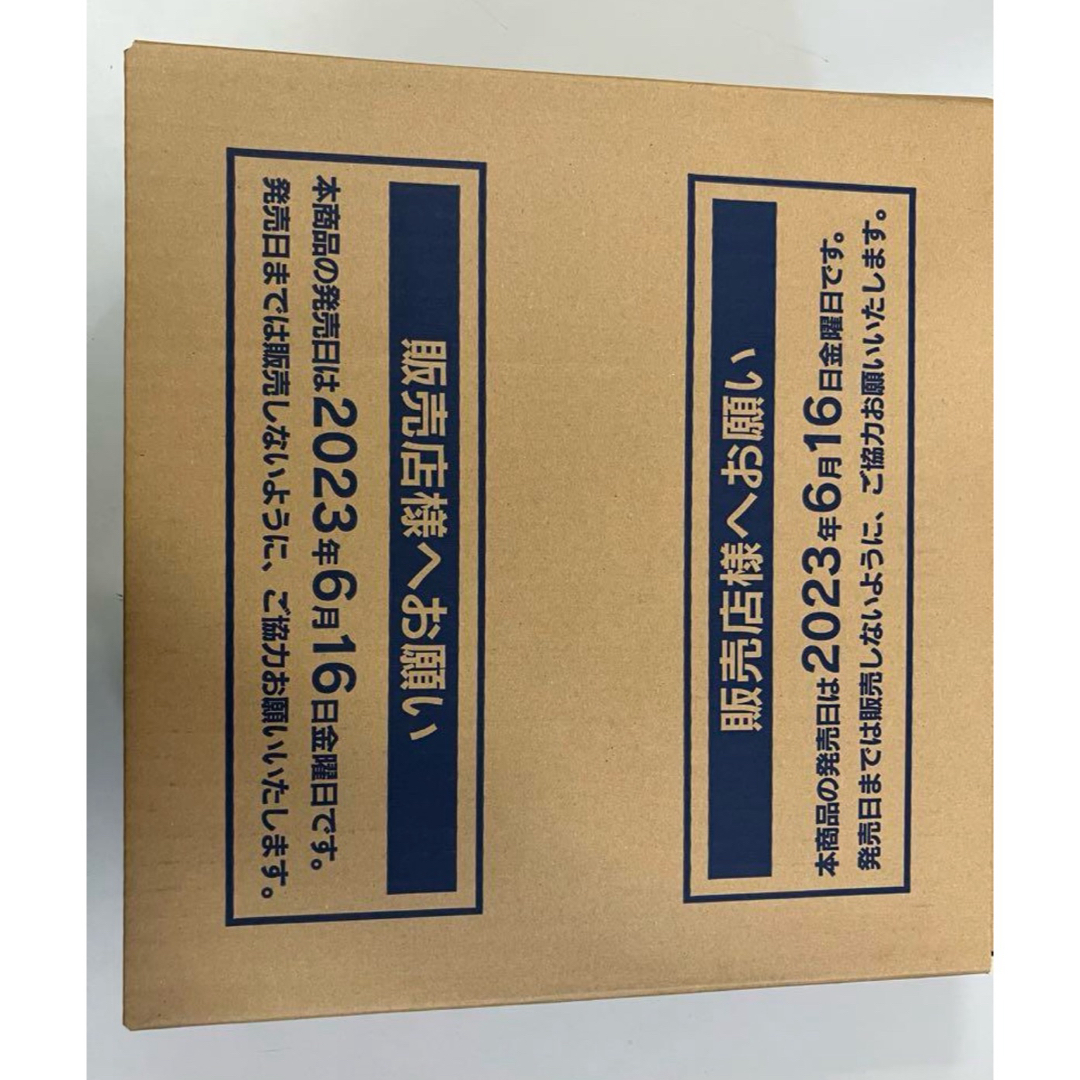 販売店様へお願い
本商品の発売日は2023年6月16日金曜日です。
発売日までは販売しないように、ご協力お願いいたします。
販売店様へお願い
本商品の発売日は2023年6月16日金曜日です。
発売日までは販売しないように、ご協力お願いいたします。